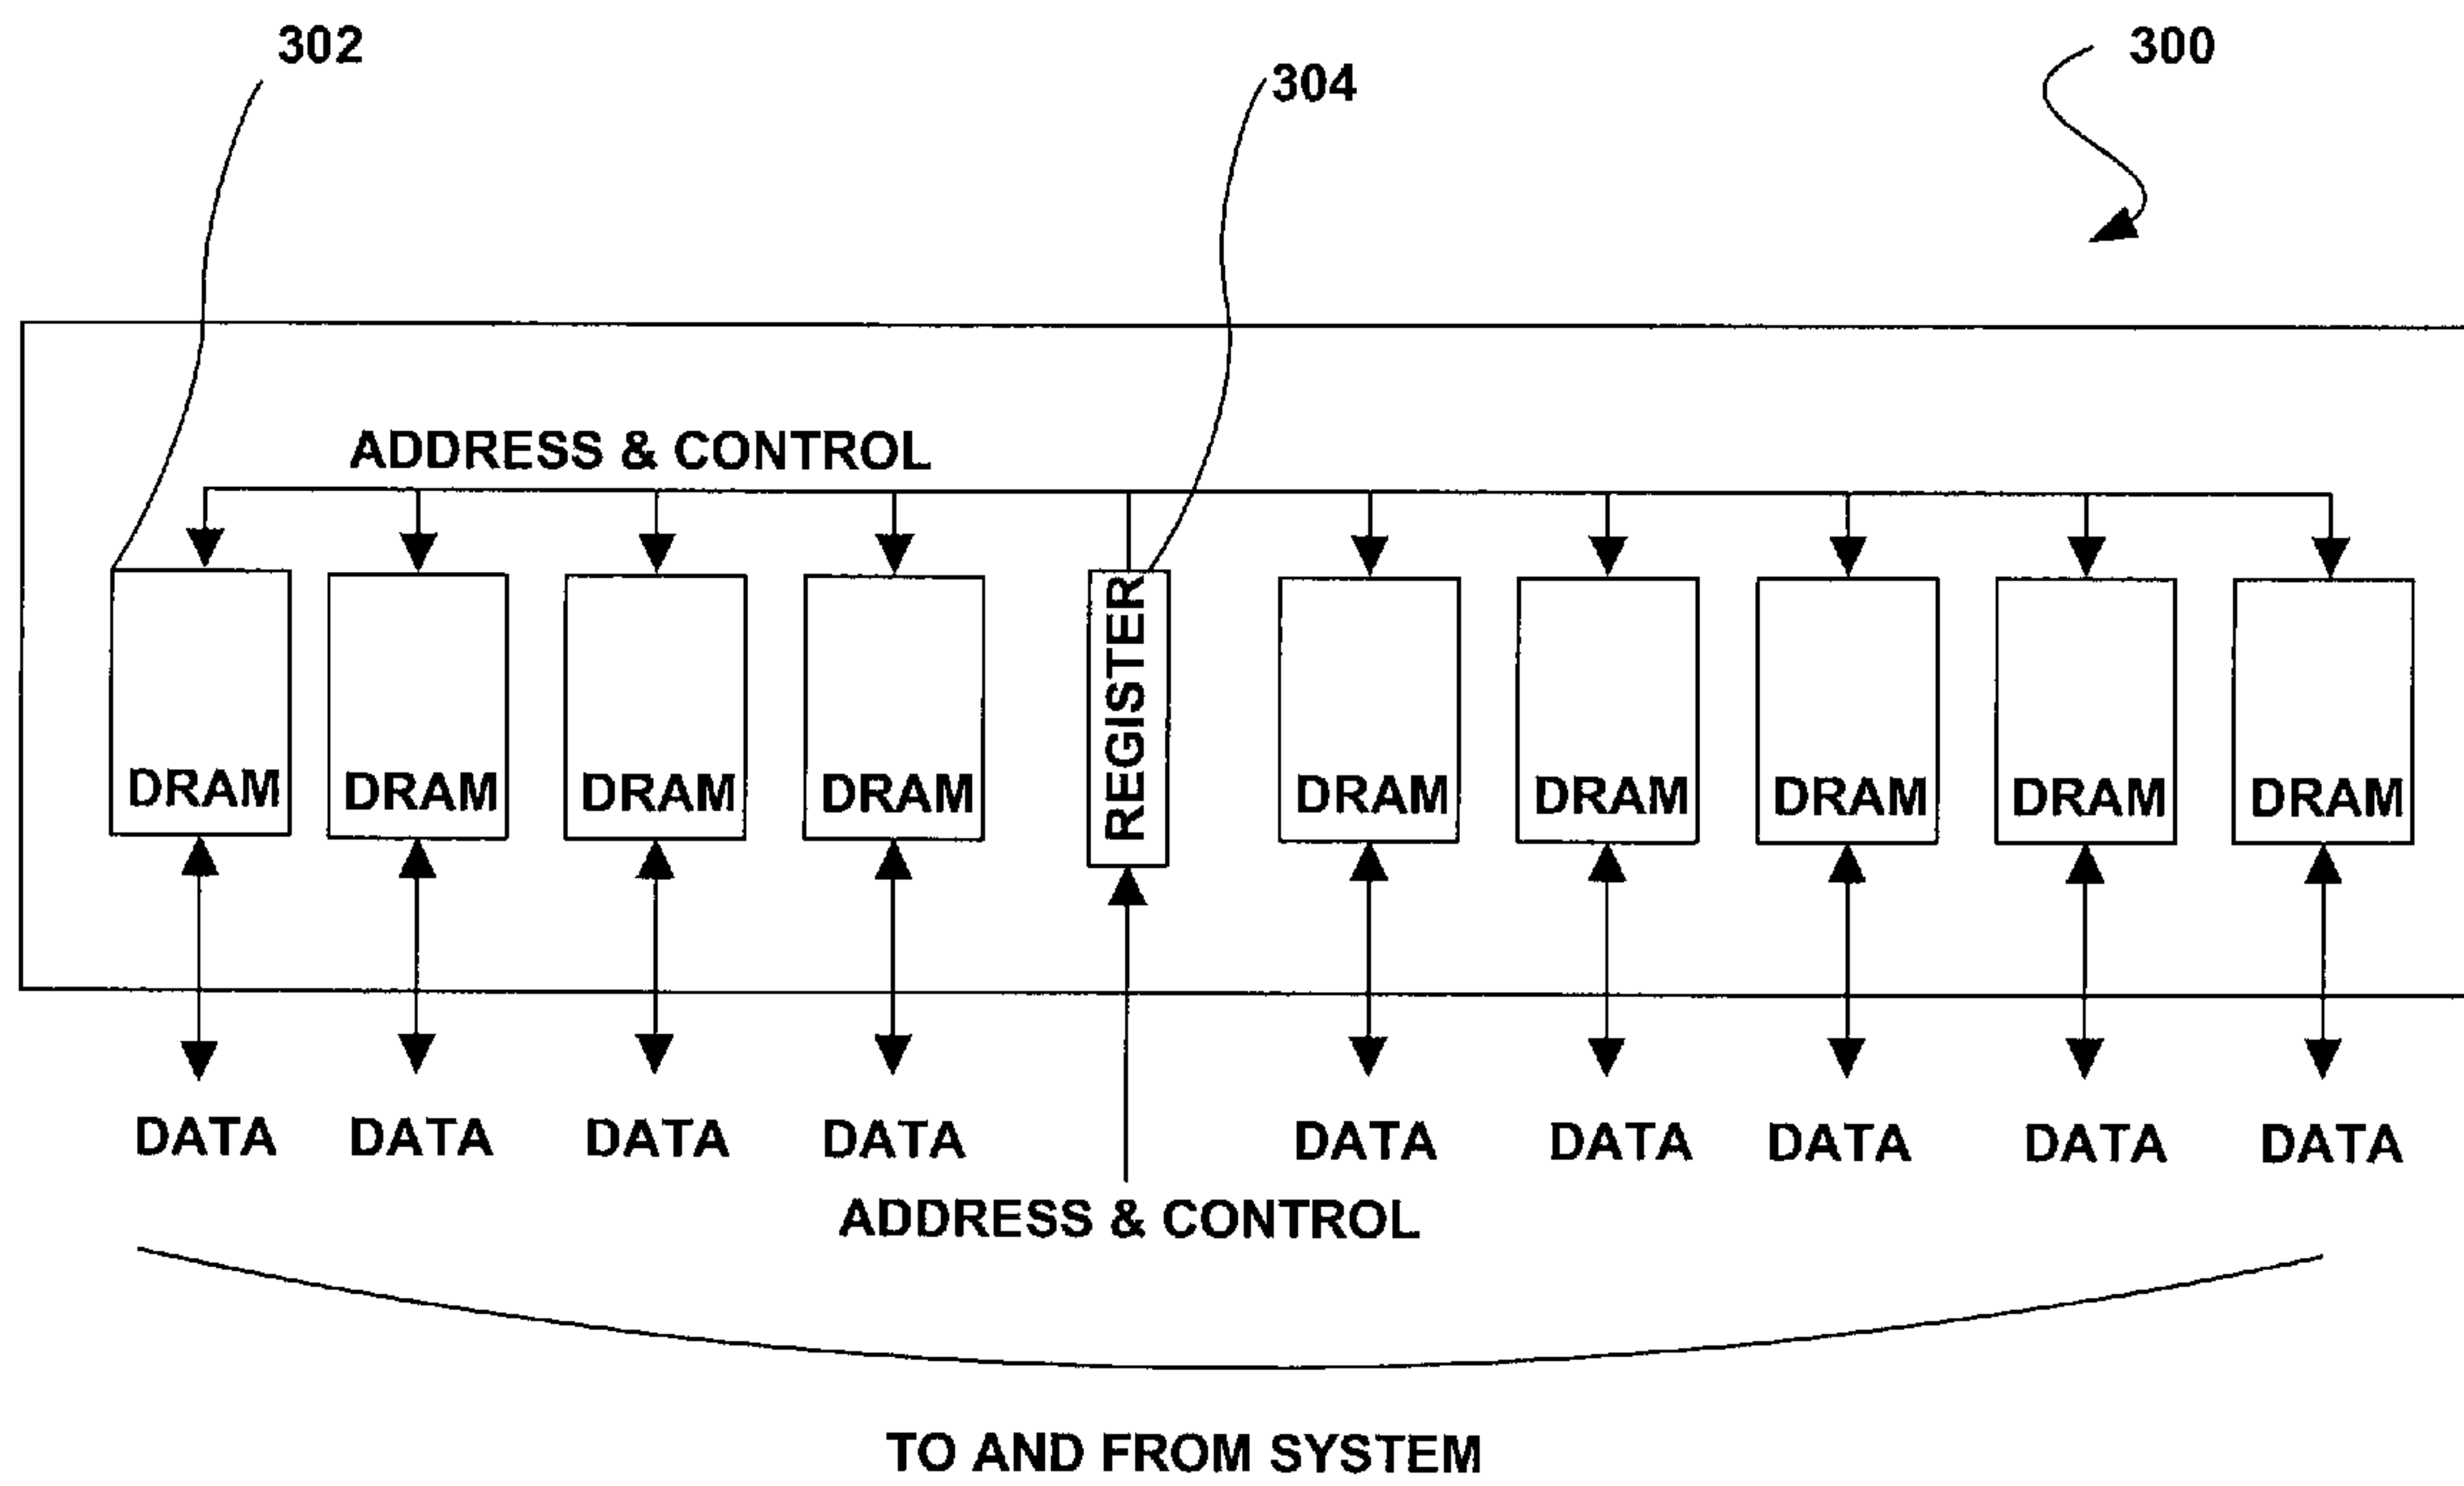 302
304
300
ADDRESS & CONTROL
DRAM DRAM DRAM DRAM REGISTER DRAM DRAM DRAM DRAM DRAM
DATA DATA DATA DATA DATA DATA DATA DATA DATA
ADDRESS & CONTROL
TO AND FROM SYSTEM